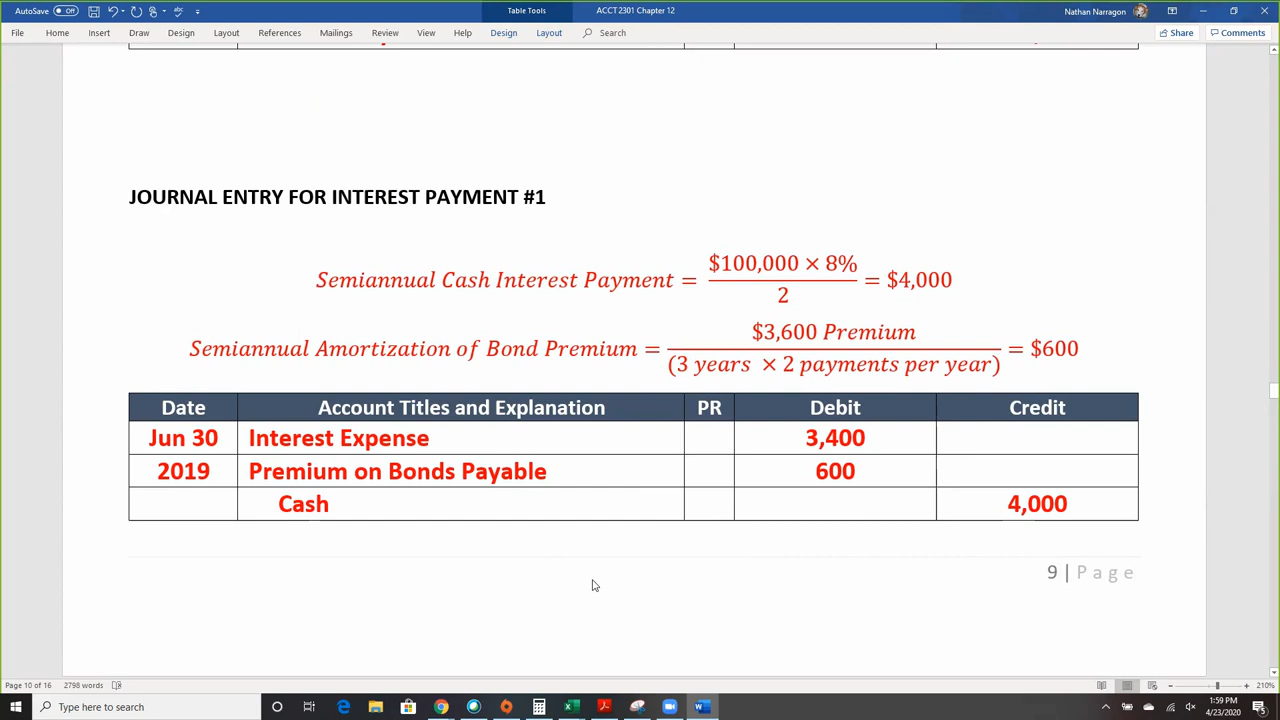 AutoSave Off
Table Tools
ACCT 2301 Chapter 12
Nathan Narragon
File Home Insert Draw Design Layout References Mailings Review View Help Design Layout Search Share Comments
JOURNAL ENTRY FOR INTEREST PAYMENT #1
Semiannual Cash Interest Payment = $100,000 × 8% / 2 = $4,000
Semiannual Amortization of Bond Premium = $3,600 Premium / (3 years × 2 payments per year) = $600
Date Account Titles and Explanation PR Debit Credit
Jun 30 Interest Expense 3,400
2019 Premium on Bonds Payable 600
Cash 4,000
9 | Page
Page 10 of 16 2798 words 210%
Type here to search
1:59 PM
4/23/2020